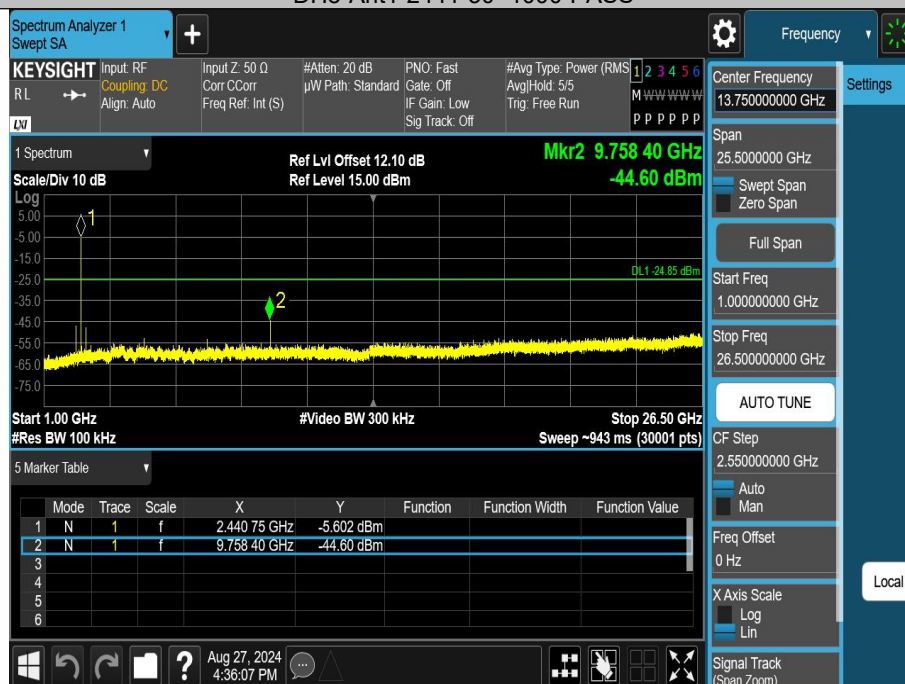 Spectrum Analyzer 1
Swept SA
+
Frequency
KEYSIGHT
RL
LXI
Input: RF
Coupling: DC
Align: Auto
Input Z: 50 Ω
Corr CCorr
Freq Ref: Int (S)
#Atten: 20 dB
µW Path: Standard
PNO: Fast
Gate: Off
IF Gain: Low
Sig Track: Off
#Avg Type: Power (RMS
Avg|Hold: 5/5
Trig: Free Run
1 2 3 4 5 6
M W W W W W
P P P P P P
1 Spectrum
Scale/Div 10 dB
Ref Lvl Offset 12.10 dB
Ref Level 15.00 dBm
Mkr2 9.758 40 GHz
-44.60 dBm
Log
5.00
-5.00
-15.0
-25.0
-35.0
-45.0
-55.0
-65.0
-75.0
1
2
DL1 -24.85 dBm
Start 1.00 GHz
#Video BW 300 kHz
Stop 26.50 GHz
#Res BW 100 kHz
Sweep ~943 ms (30001 pts)
5 Marker Table
Mode Trace Scale X Y Function Function Width Function Value
1 N 1 f 2.440 75 GHz -5.602 dBm
2 N 1 f 9.758 40 GHz -44.60 dBm
3
4
5
6
Aug 27, 2024
4:36:07 PM
Center Frequency
13.750000000 GHz
Settings
Span
25.5000000 GHz
Swept Span
Zero Span
Full Span
Start Freq
1.000000000 GHz
Stop Freq
26.500000000 GHz
AUTO TUNE
CF Step
2.550000000 GHz
Auto
Man
Freq Offset
0 Hz
Local
X Axis Scale
Log
Lin
Signal Track
(Span Zoom)